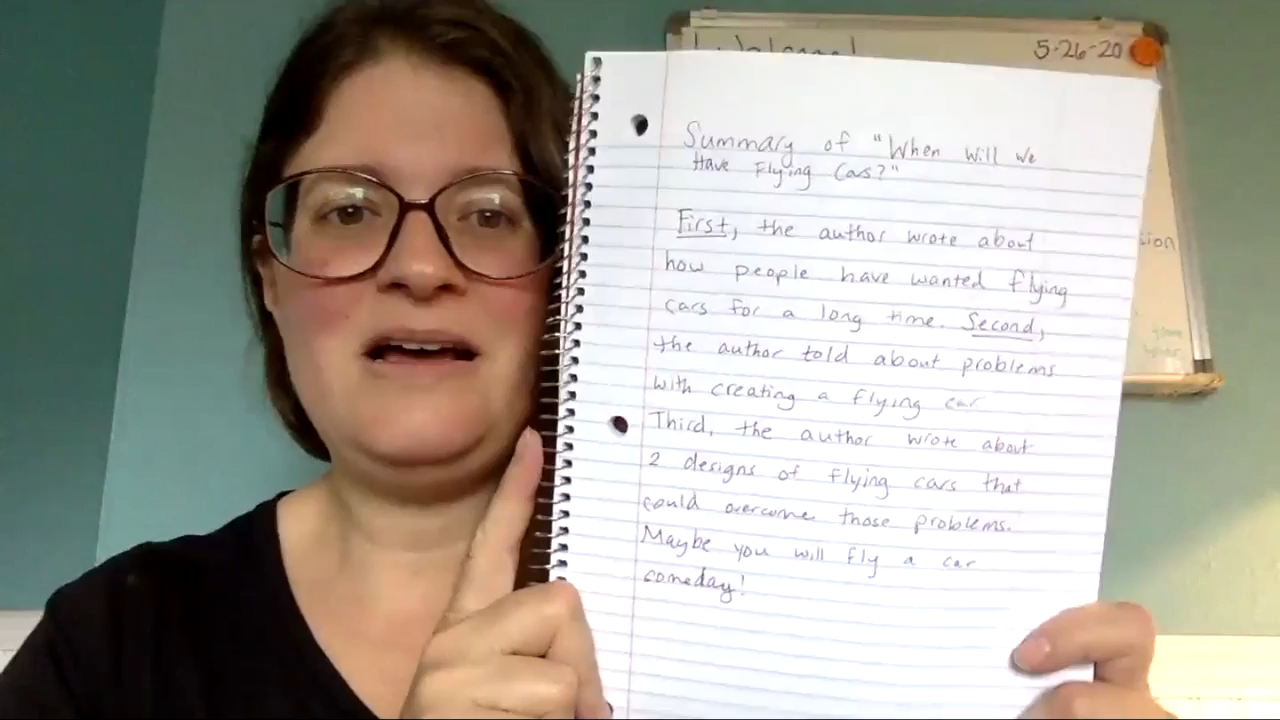 Welcome!
5-26-20
Summary of "When will we
Have Flying Cars?"
First, the author wrote about
how people have wanted flying
cars for a long time. Second,
the author told about problems
with creating a flying car
Third, the author wrote about
2 designs of flying cars that
could overcome those problems.
Maybe you will fly a car
someday!
sion